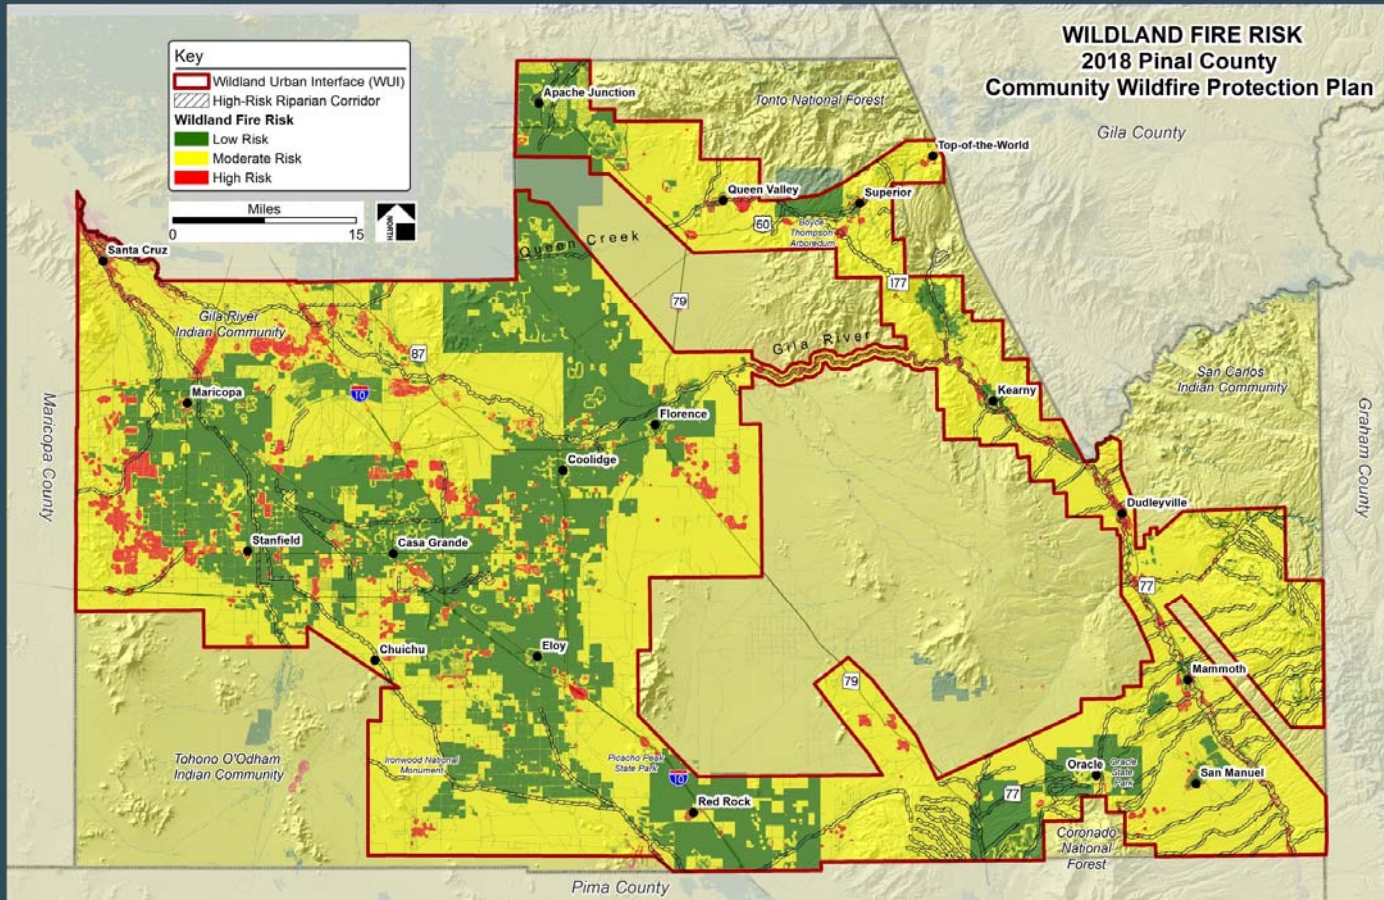 WILDLAND FIRE RISK
2018 Pinal County
Community Wildfire Protection Plan
Key
Wildland Urban Interface (WUI)
High-Risk Riparian Corridor
Wildland Fire Risk
Low Risk
Moderate Risk
High Risk
Miles
0 15
NORTH
Apache Junction
Tonto National Forest
Gila County
Top-of-the-World
Queen Valley
Superior
60
Boyce
Thompson
Arboredum
Queen Creek
Santa Cruz
177
79
Gila River
Indian Community
Gila River
87
San Carlos
Indian Community
Maricopa
10
Kearny
Maricopa County
Graham County
Florence
Coolidge
Dudleyville
Stanfield
Casa Grande
77
Chuichu
Eloy
Mammoth
79
Tohono O'Odham
Indian Community
Ironwood National
Monument
Picacho Peak
State Park
10
Oracle
Oracle
State
Park
San Manuel
77
Red Rock
Coronado
National
Forest
Pima County